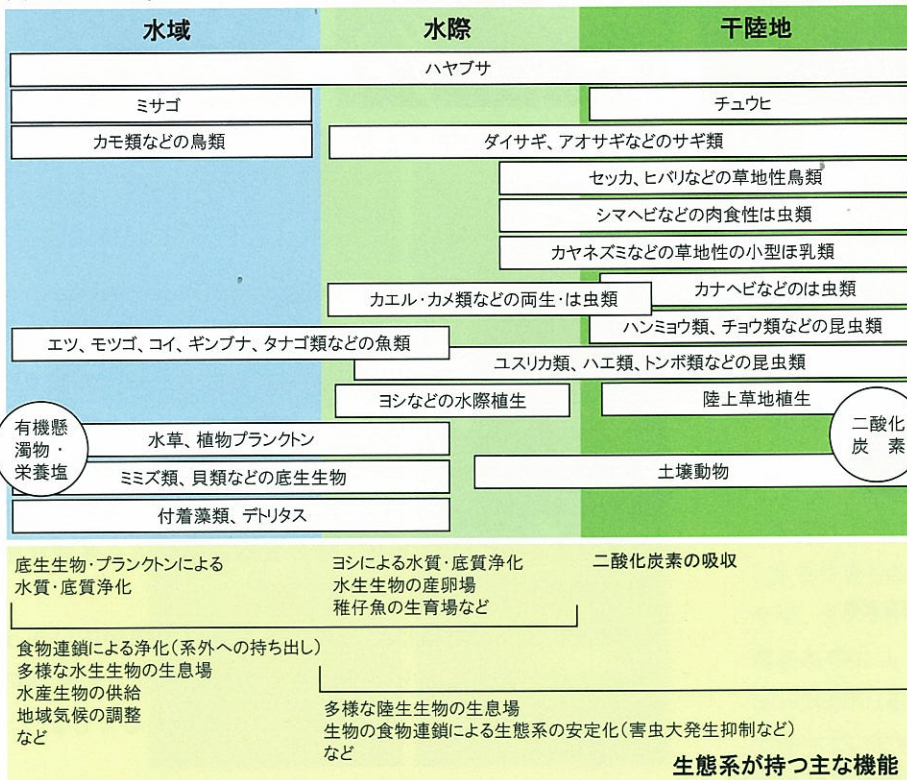 水域 水際 干陸地
ハヤブサ
ミサゴ チュウヒ
カモ類などの鳥類 ダイサギ、アオサギなどのサギ類
セッカ、ヒバリなどの草地性鳥類
シマヘビなどの肉食性は虫類
カヤネズミなどの草地性の小型ほ乳類
カナヘビなどのは虫類
カエル・カメ類などの両生・は虫類
ハンミョウ類、チョウ類などの昆虫類
エツ、モツゴ、コイ、ギンブナ、タナゴ類などの魚類
ユスリカ類、ハエ類、トンボ類などの昆虫類
ヨシなどの水際植生 陸上草地植生
有機懸
濁物・
栄養塩
二酸化
炭素
水草、植物プランクトン
ミミズ類、貝類などの底生生物 土壌動物
付着藻類、デトリタス
底生生物・プランクトンによる
水質・底質浄化
ヨシによる水質・底質浄化
水生生物の産卵場
稚仔魚の生育場など
二酸化炭素の吸収
食物連鎖による浄化(系外への持ち出し)
多様な水生生物の生息場
水産生物の供給
地域気候の調整
など
多様な陸生生物の生息場
生物の食物連鎖による生態系の安定化(害虫大発生抑制など)
など
生態系が持つ主な機能